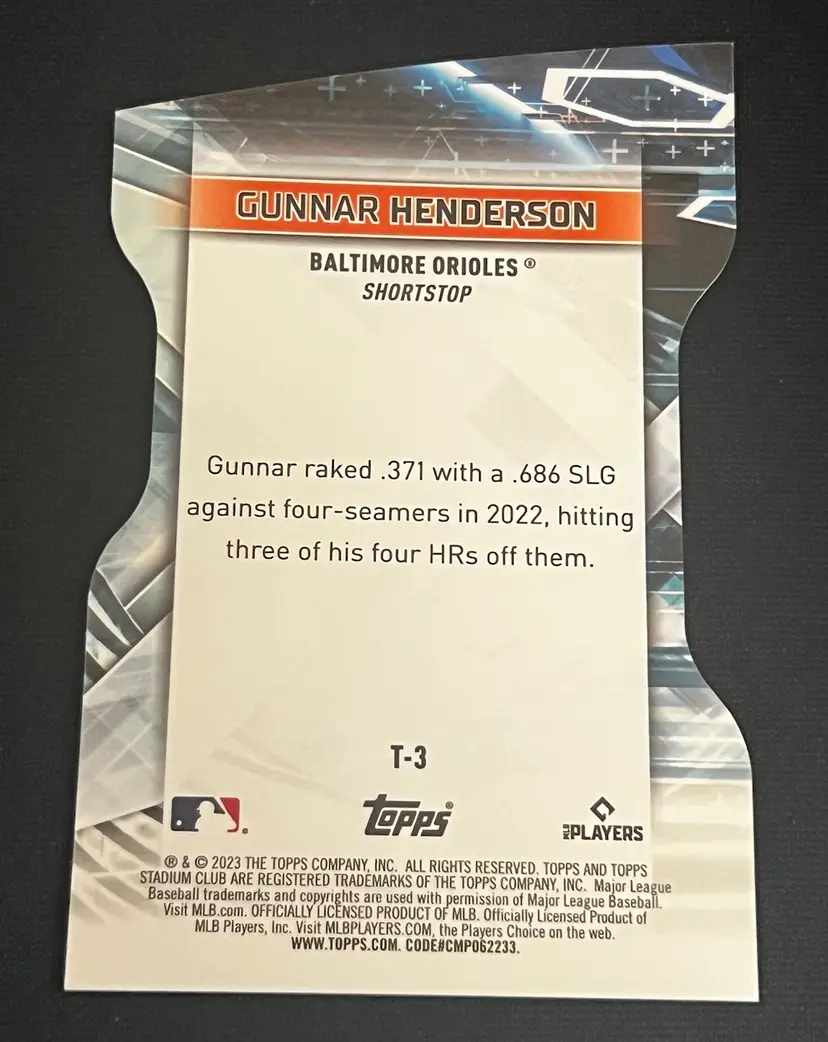 GUNNAR HENDERSON
BALTIMORE ORIOLES ®
SHORTSTOP
Gunnar raked .371 with a .686 SLG
against four-seamers in 2022, hitting
three of his four HRs off them.
T-3
topps®
MLB PLAYERS
® & © 2023 THE TOPPS COMPANY, INC. ALL RIGHTS RESERVED. TOPPS AND TOPPS
STADIUM CLUB ARE REGISTERED TRADEMARKS OF THE TOPPS COMPANY, INC. Major League
Baseball trademarks and copyrights are used with permission of Major League Baseball.
Visit MLB.com. OFFICIALLY LICENSED PRODUCT OF MLB. Officially Licensed Product of
MLB Players, Inc. Visit MLBPLAYERS.COM, the Players Choice on the web.
WWW.TOPPS.COM. CODE#CMP062233.